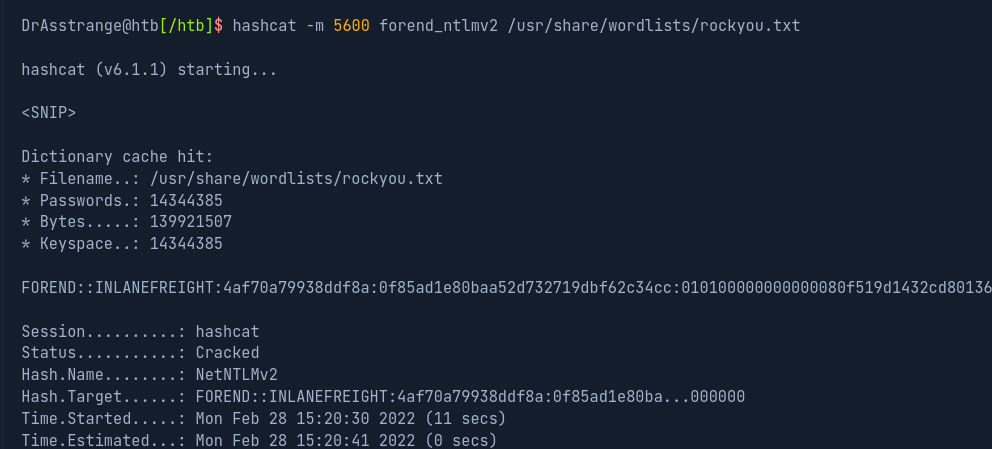 DrAsstrange@htb[/htb]$ hashcat -m 5600 forend_ntlmv2 /usr/share/wordlists/rockyou.txt
hashcat (v6.1.1) starting...
<SNIP>
Dictionary cache hit:
* Filename..: /usr/share/wordlists/rockyou.txt
* Passwords.: 14344385
* Bytes.....: 139921507
* Keyspace..: 14344385
FOREND::INLANEFREIGHT:4af70a79938ddf8a:0f85ad1e80baa52d732719dbf62c34cc:010100000000000080f519d1432cd80136
Session..........: hashcat
Status...........: Cracked
Hash.Name........: NetNTLMv2
Hash.Target......: FOREND::INLANEFREIGHT:4af70a79938ddf8a:0f85ad1e80ba...000000
Time.Started.....: Mon Feb 28 15:20:30 2022 (11 secs)
Time.Estimated...: Mon Feb 28 15:20:41 2022 (0 secs)